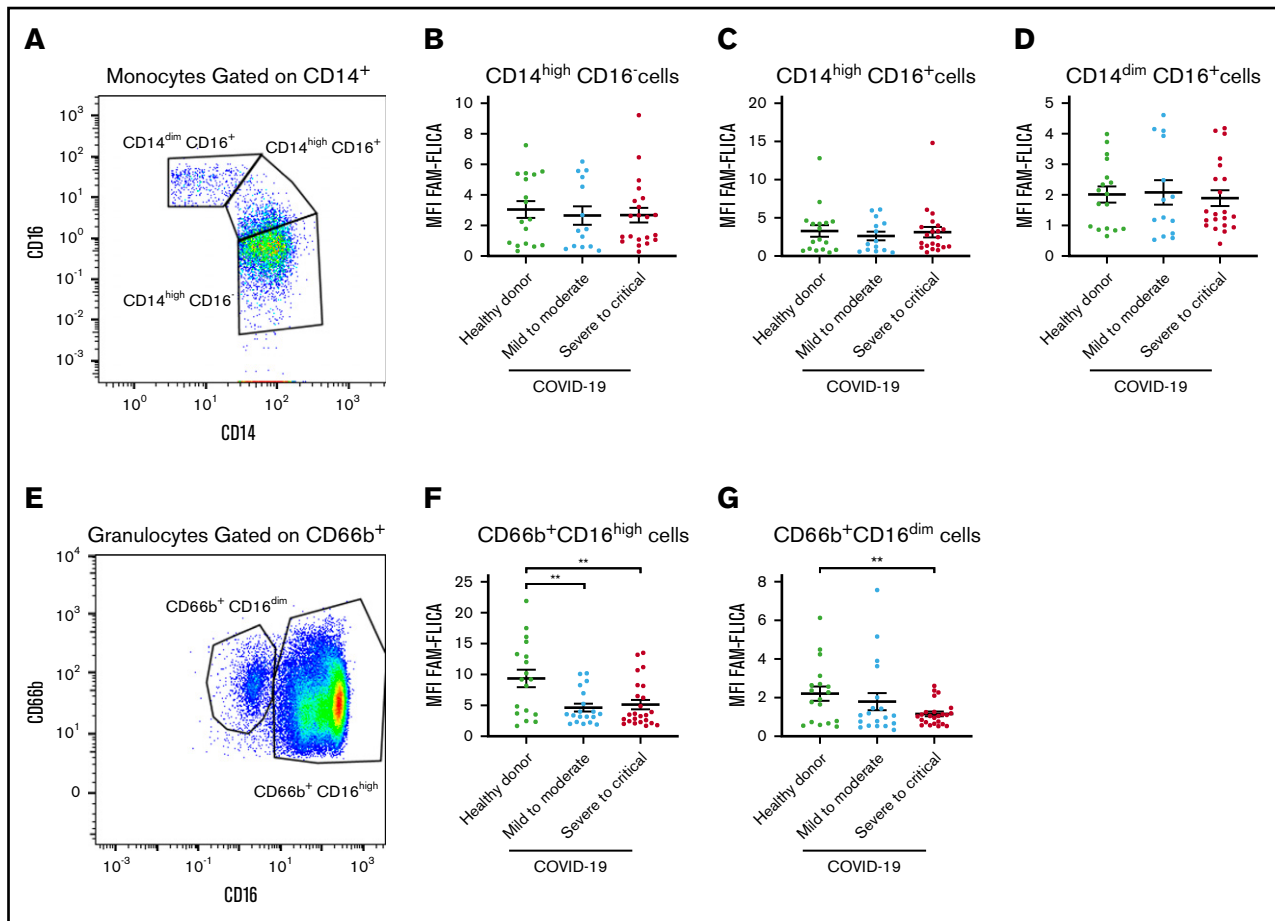 A
Monocytes Gated on CD14⁺
10³
10²
10¹
10⁰
10⁻¹
10⁻²
10⁻³
CD16
CD14ᵈⁱᵐ CD16⁺
CD14ʰⁱᵍʰ CD16⁺
CD14ʰⁱᵍʰ CD16⁻
10⁰ 10¹ 10² 10³
CD14
B
CD14ʰⁱᵍʰ CD16⁻cells
MFI FAM-FLICA
10
8
6
4
2
0
Healthy donor
Mild to moderate
Severe to critical
COVID-19
C
CD14ʰⁱᵍʰ CD16⁺cells
MFI FAM-FLICA
20
15
10
5
0
Healthy donor
Mild to moderate
Severe to critical
COVID-19
D
CD14ᵈⁱᵐ CD16⁺cells
MFI FAM-FLICA
5
4
3
2
1
0
Healthy donor
Mild to moderate
Severe to critical
COVID-19
E
Granulocytes Gated on CD66b⁺
10⁴
10³
10²
10¹
0
CD66b
CD66b⁺ CD16ᵈⁱᵐ
CD66b⁺ CD16ʰⁱᵍʰ
10⁻³ 10⁻¹ 10¹ 10³
CD16
F
CD66b⁺CD16ʰⁱᵍʰ cells
**
**
MFI FAM-FLICA
25
20
15
10
5
0
Healthy donor
Mild to moderate
Severe to critical
COVID-19
G
CD66b⁺CD16ᵈⁱᵐ cells
**
MFI FAM-FLICA
8
6
4
2
0
Healthy donor
Mild to moderate
Severe to critical
COVID-19